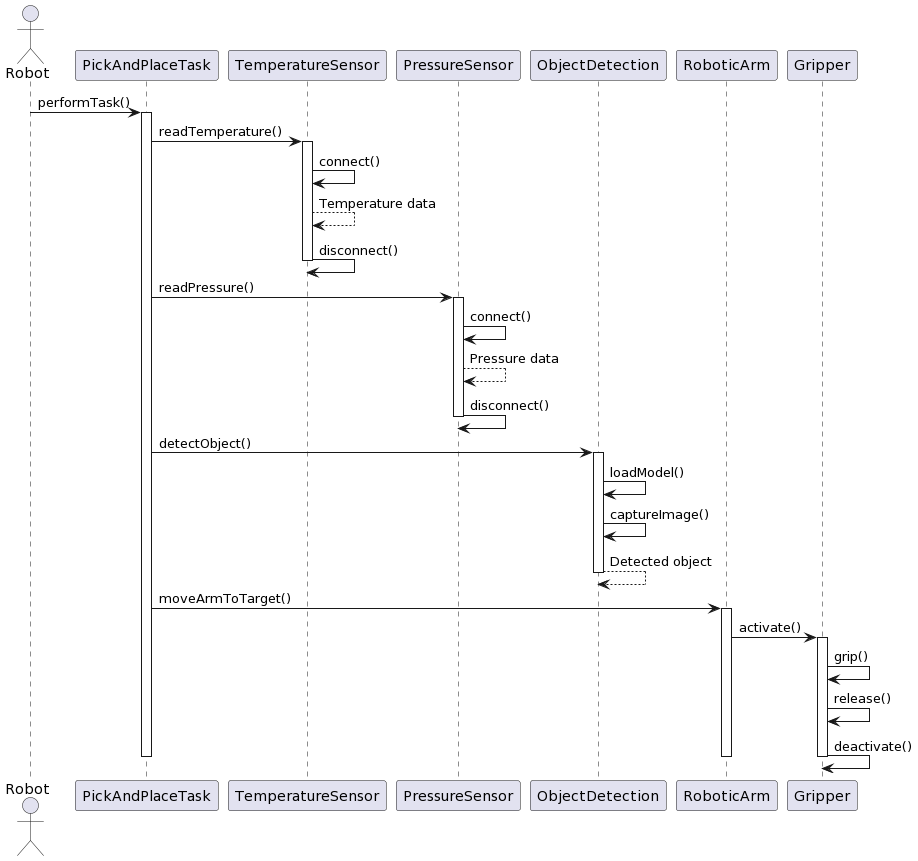 Robot
PickAndPlaceTask
TemperatureSensor
PressureSensor
ObjectDetection
RoboticArm
Gripper
performTask()
readTemperature()
connect()
Temperature data
disconnect()
readPressure()
connect()
Pressure data
disconnect()
detectObject()
loadModel()
captureImage()
Detected object
moveArmToTarget()
activate()
grip()
release()
deactivate()
Robot
PickAndPlaceTask
TemperatureSensor
PressureSensor
ObjectDetection
RoboticArm
Gripper